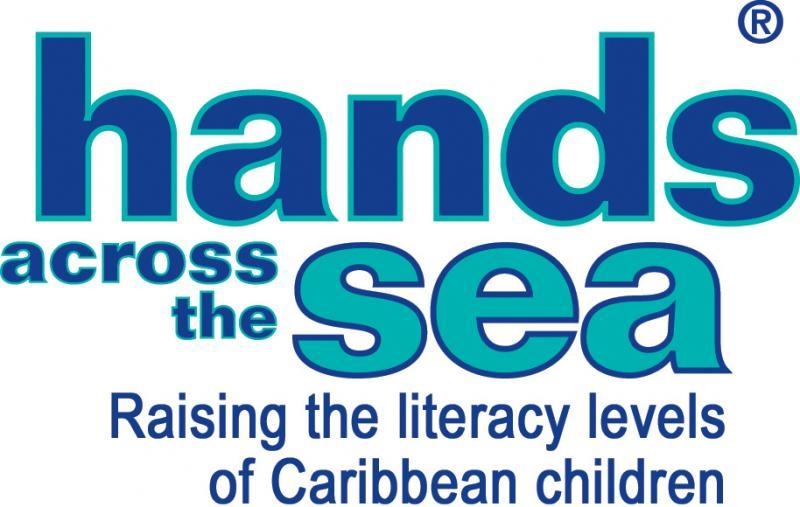 hands®
across
the sea
Raising the literacy levels
of Caribbean children